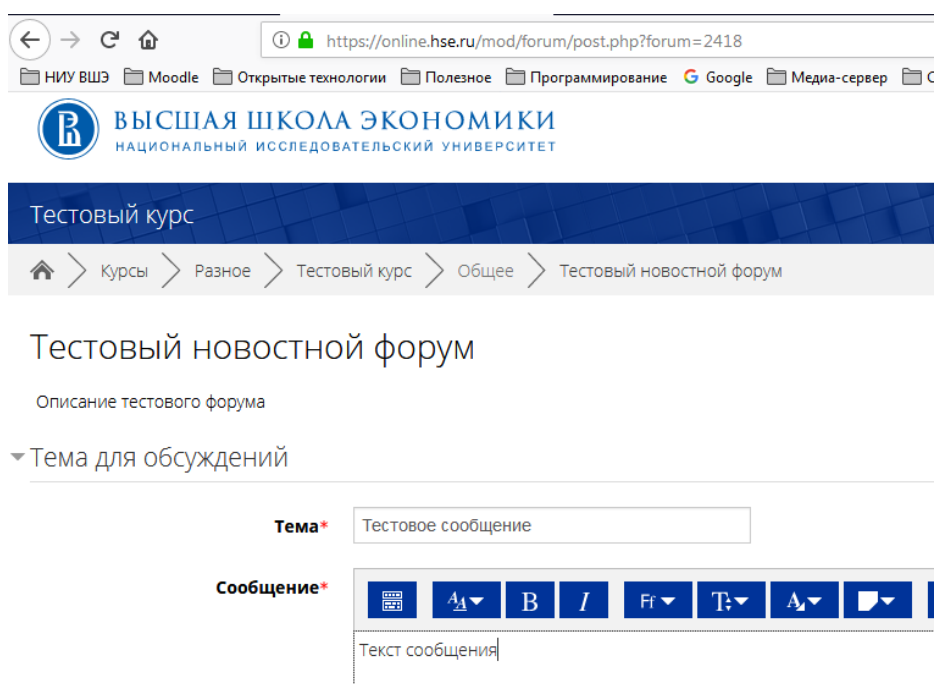 https://online.hse.ru/mod/forum/post.php?forum=2418
НИУ ВШЭ Moodle Открытые технологии Полезное Программирование G Google Медиа-сервер
ВЫСШАЯ ШКОЛА ЭКОНОМИКИ
НАЦИОНАЛЬНЫЙ ИССЛЕДОВАТЕЛЬСКИЙ УНИВЕРСИТЕТ
Тестовый курс
Курсы Разное Тестовый курс Общее Тестовый новостной форум
Тестовый новостной форум
Описание тестового форума
Тема для обсуждений
Тема* Тестовое сообщение
Сообщение*
B I Ff T A
Текст сообщения